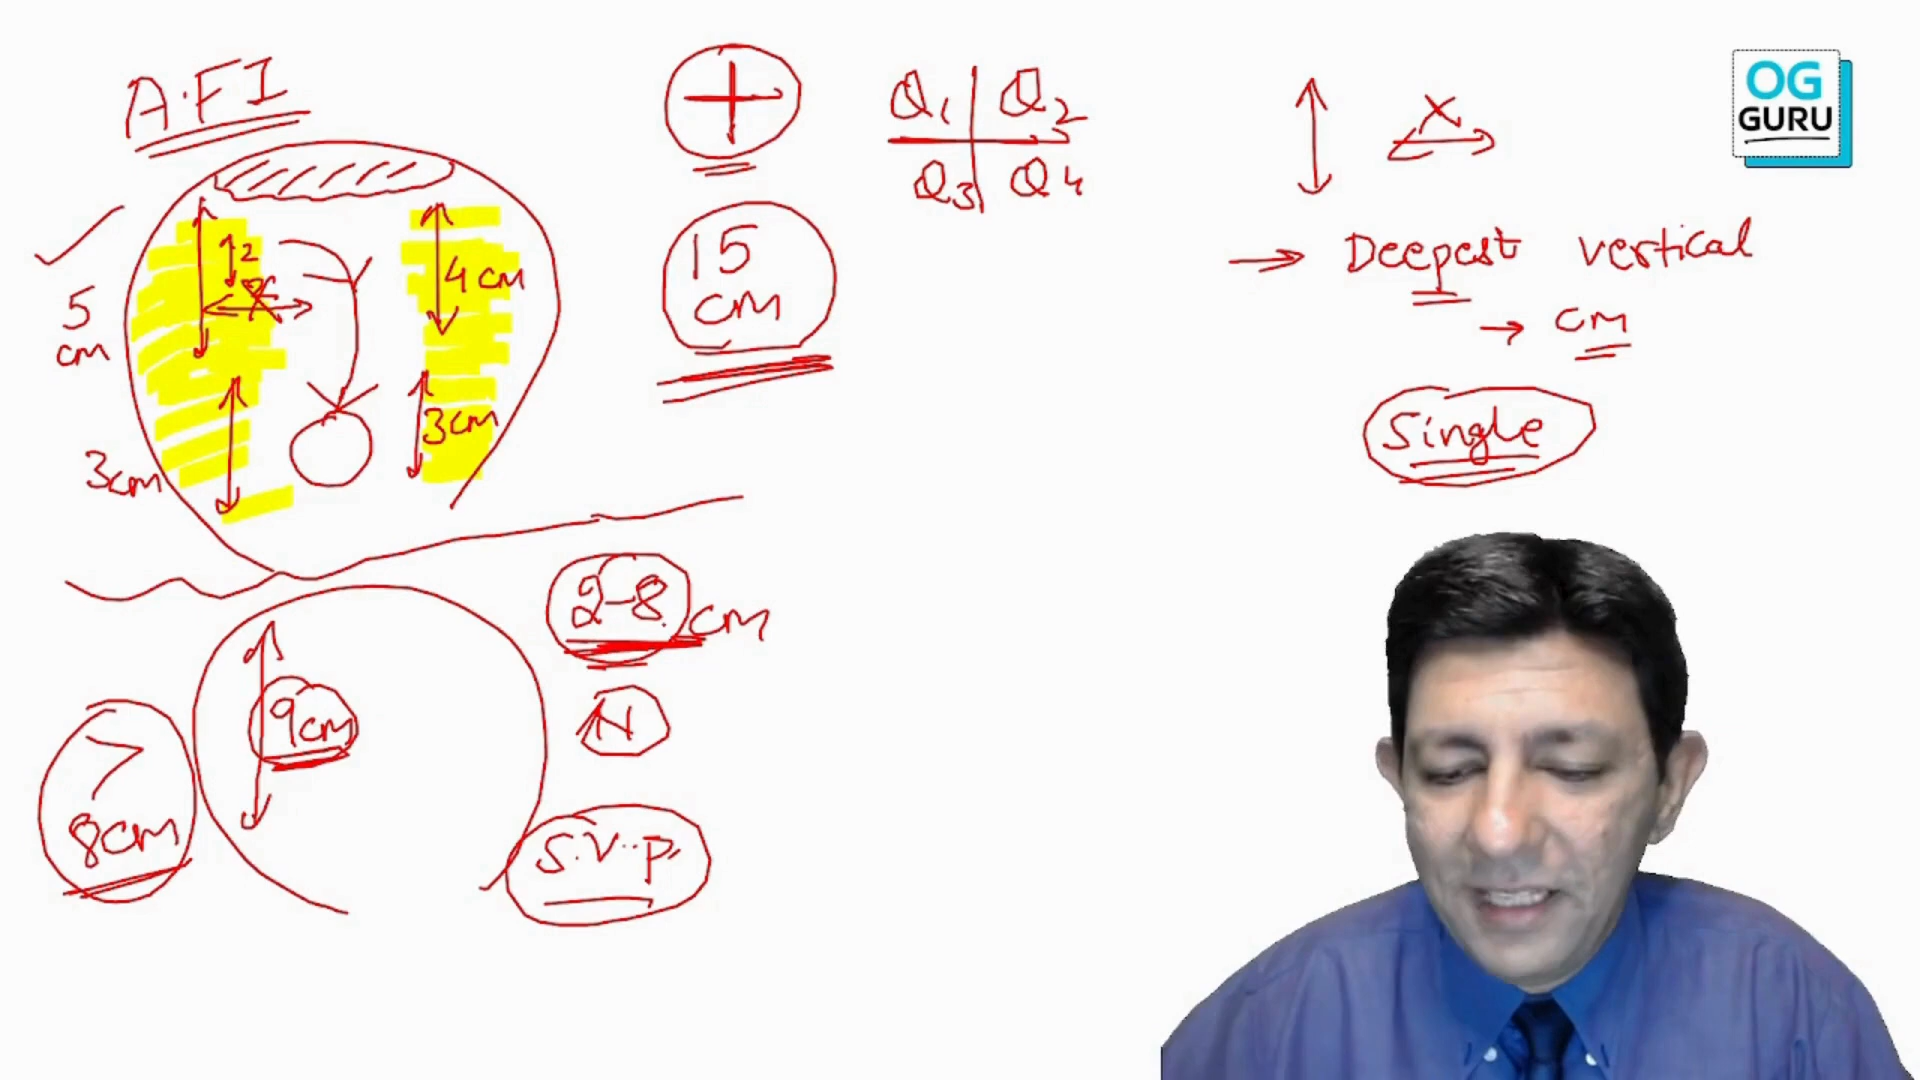 A.F.I
Q1 Q2
Q3 Q4
X
OG
GURU
2
4 cm
5
cm
15
cm
Deepest vertical
cm
Single
3cm
3cm
2-8 cm
9cm
N
>
8cm
S.V.P.